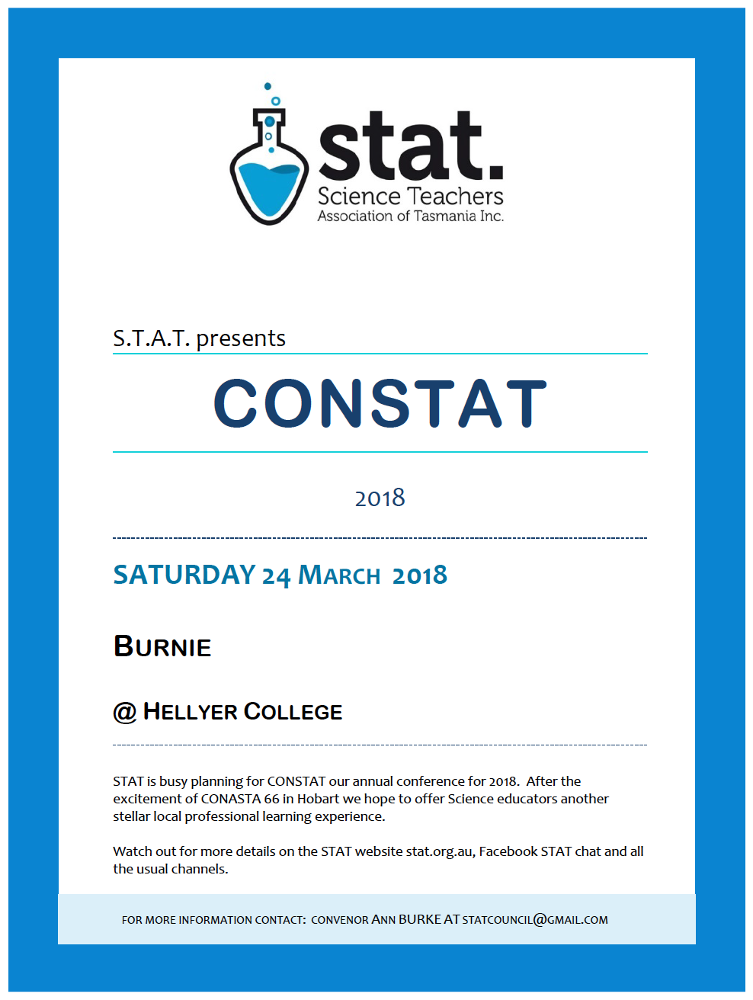 stat.
Science Teachers
Association of Tasmania Inc.
S.T.A.T. presents
CONSTAT
2018
SATURDAY 24 MARCH  2018
BURNIE
@ HELLYER COLLEGE
STAT is busy planning for CONSTAT our annual conference for 2018.  After the
excitement of CONASTA 66 in Hobart we hope to offer Science educators another
stellar local professional learning experience.
Watch out for more details on the STAT website stat.org.au, Facebook STAT chat and all
the usual channels.
FOR MORE INFORMATION CONTACT:  CONVENOR ANN BURKE AT STATCOUNCIL@GMAIL.COM